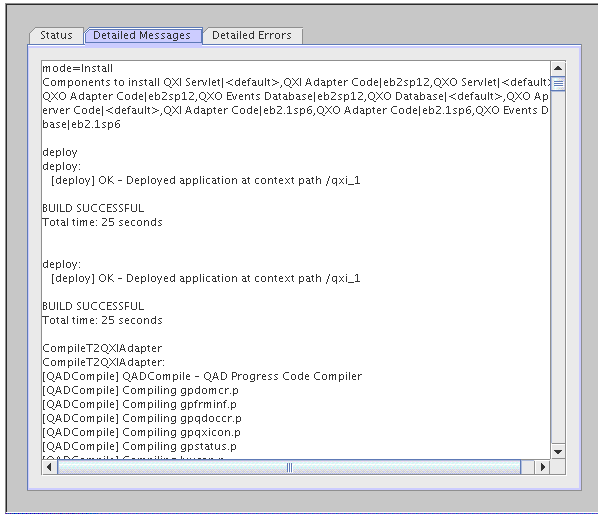 Status
Detailed Messages
Detailed Errors
mode=Install
Components to install QXI Servlet|<default>,QXI Adapter Code|eb2sp12,QXO Servlet|<default>
QXO Adapter Code|eb2sp12,QXO Events Database|eb2sp12,QXO Database|<default>,QXO Ap
erver Code|<default>,QXI Adapter Code|eb2.1sp6,QXO Adapter Code|eb2.1sp6,QXO Events D
base|eb2.1sp6
deploy
deploy:
[deploy] OK – Deployed application at context path /qxi_1
BUILD SUCCESSFUL
Total time: 25 seconds
deploy:
[deploy] OK – Deployed application at context path /qxi_1
BUILD SUCCESSFUL
Total time: 25 seconds
CompileT2QXIAdapter
CompileT2QXIAdapter:
[QADCompile] QADCompile – QAD Progress Code Compiler
[QADCompile] Compiling gpdomcr.p
[QADCompile] Compiling gpfrminf.p
[QADCompile] Compiling gpqdoccr.p
[QADCompile] Compiling gpqxicon.p
[QADCompile] Compiling gpstatus.p
[QADCompile] Compiling